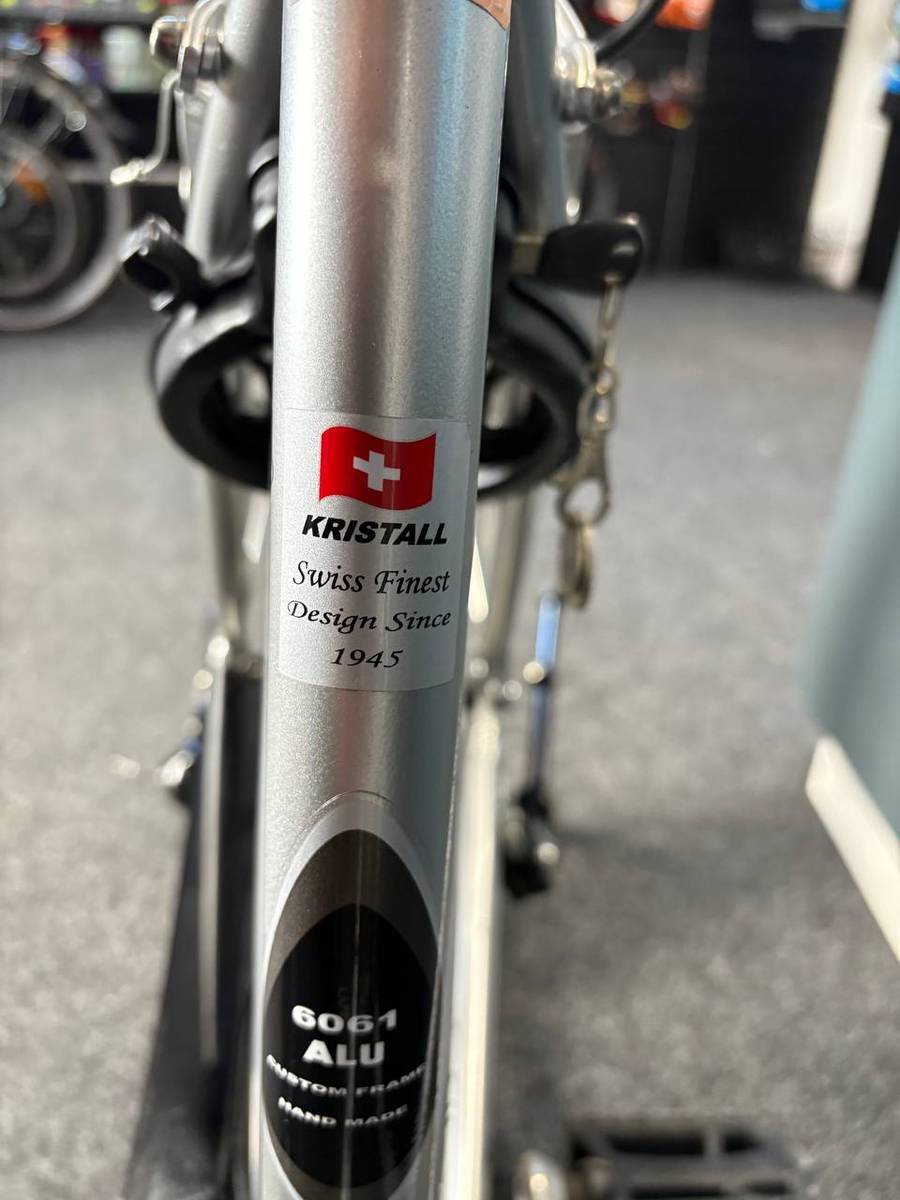 KRISTALL
Swiss Finest
Design Since
1945
6061
ALU
CUSTOM FRAME
HAND MADE